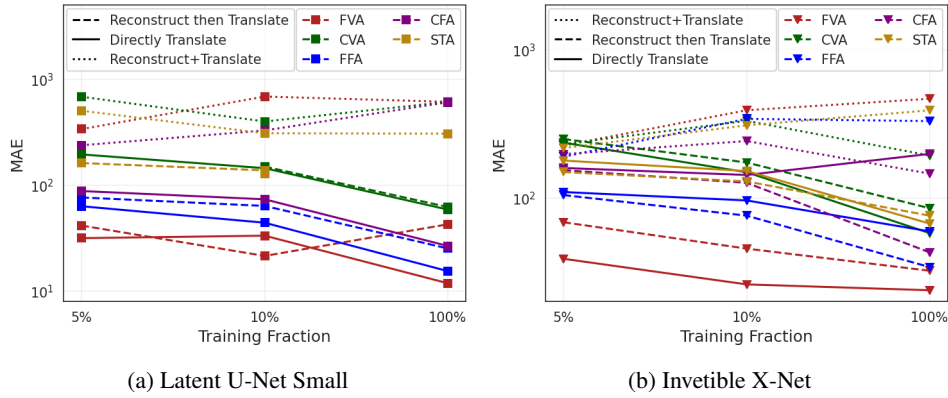 Reconstruct then Translate
Directly Translate
Reconstruct+Translate
FVA
CVA
FFA
CFA
STA
10³
10²
10¹
MAE
5%
10%
100%
Training Fraction
(a) Latent U-Net Small
Reconstruct+Translate
Reconstruct then Translate
Directly Translate
FVA
CVA
FFA
CFA
STA
10³
10²
MAE
5%
10%
100%
Training Fraction
(b) Invetible X-Net